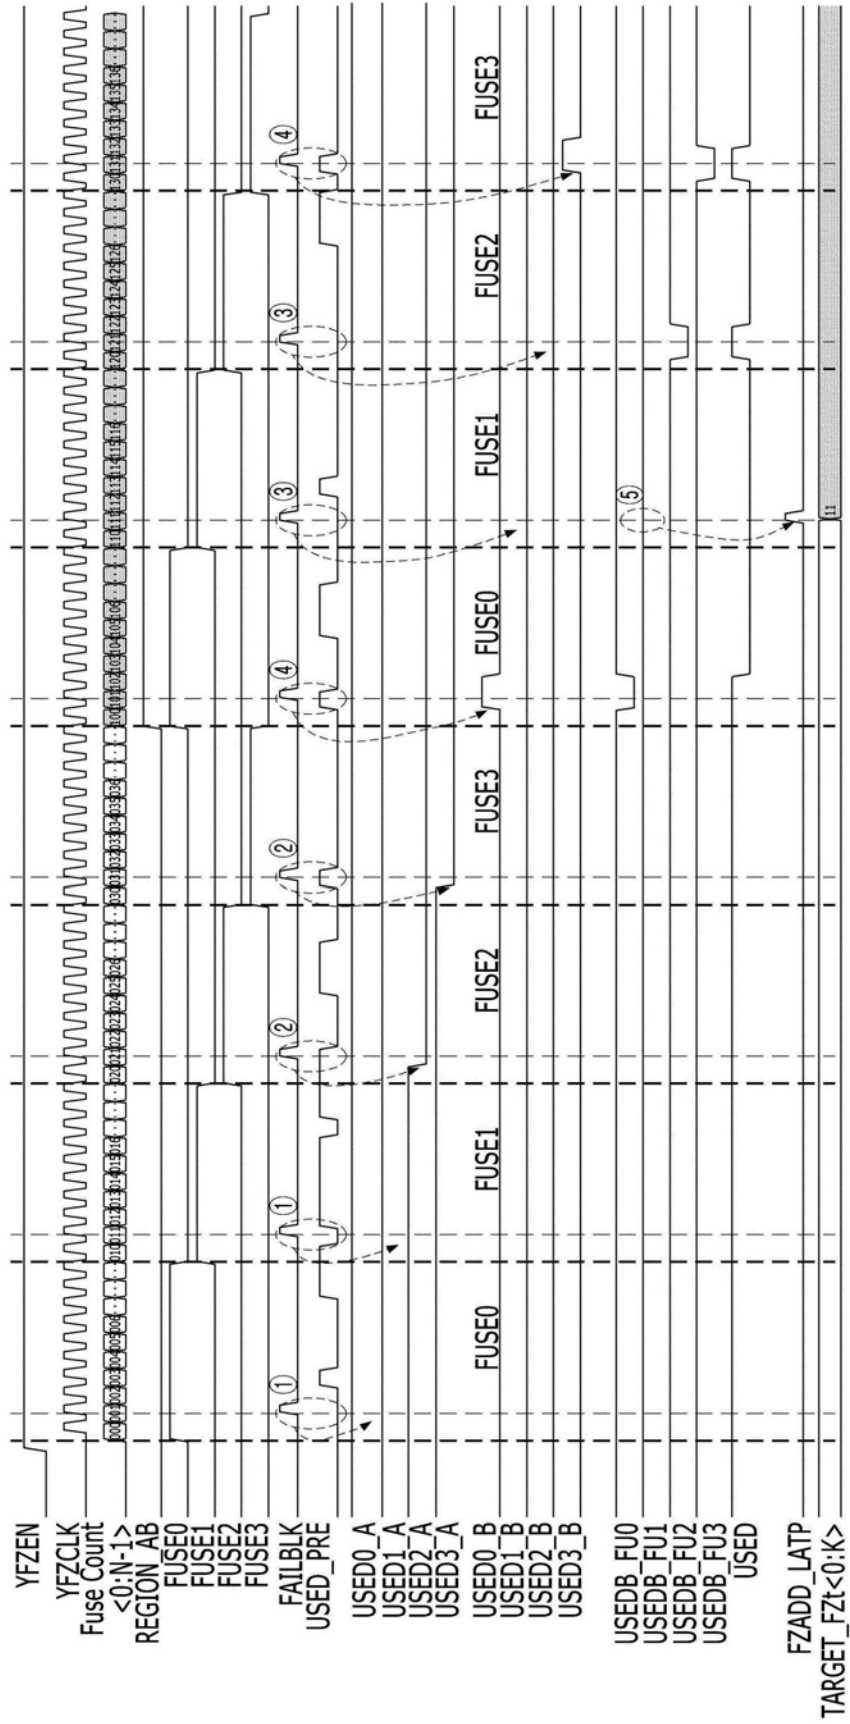 YFZEN
YFZCLK
Fuse Count
<0:N-1>
REGION_AB
FUSE0
FUSE1
FUSE2
FUSE3
FAILBLK
USED_PRE
USED0_A
USED1_A
USED2_A
USED3_A
USED0_B
USED1_B
USED2_B
USED3_B
USEDB_FU0
USEDB_FU1
USEDB_FU2
USEDB_FU3
USED
FZADD_LATP
TARGET_FZt<0:K>
① ① ② ② ④ ③ ③ ④
FUSE0 FUSE1 FUSE2 FUSE3 FUSE0 FUSE1 FUSE2 FUSE3
⑤
11